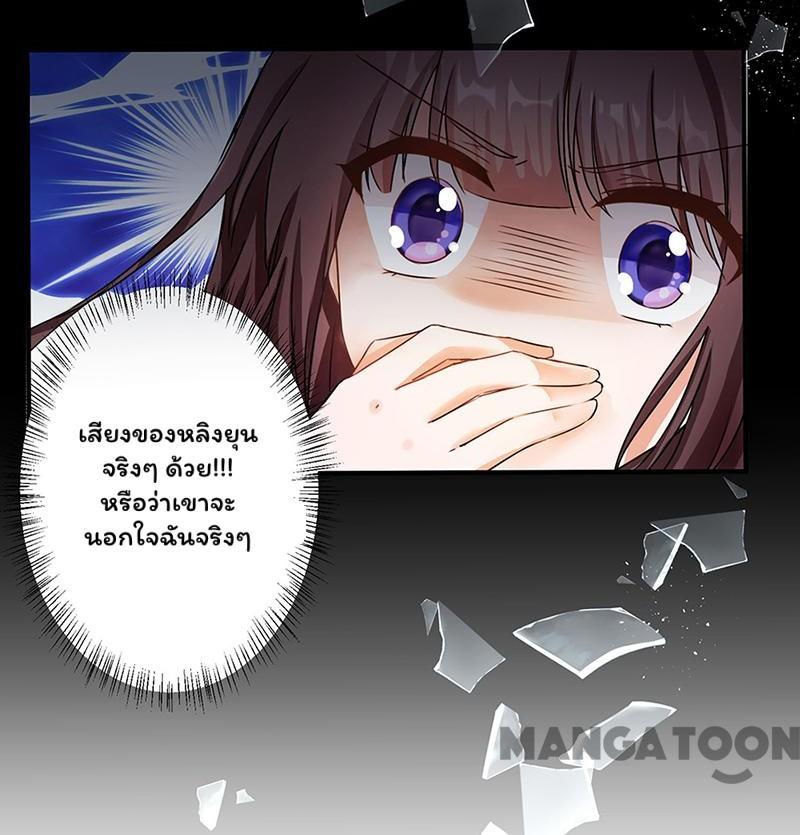 เสียงของหลิงยุน
จริงๆ ด้วย!!!
หรือว่าเขาจะ
นอกใจฉันจริงๆ
MANGATOON